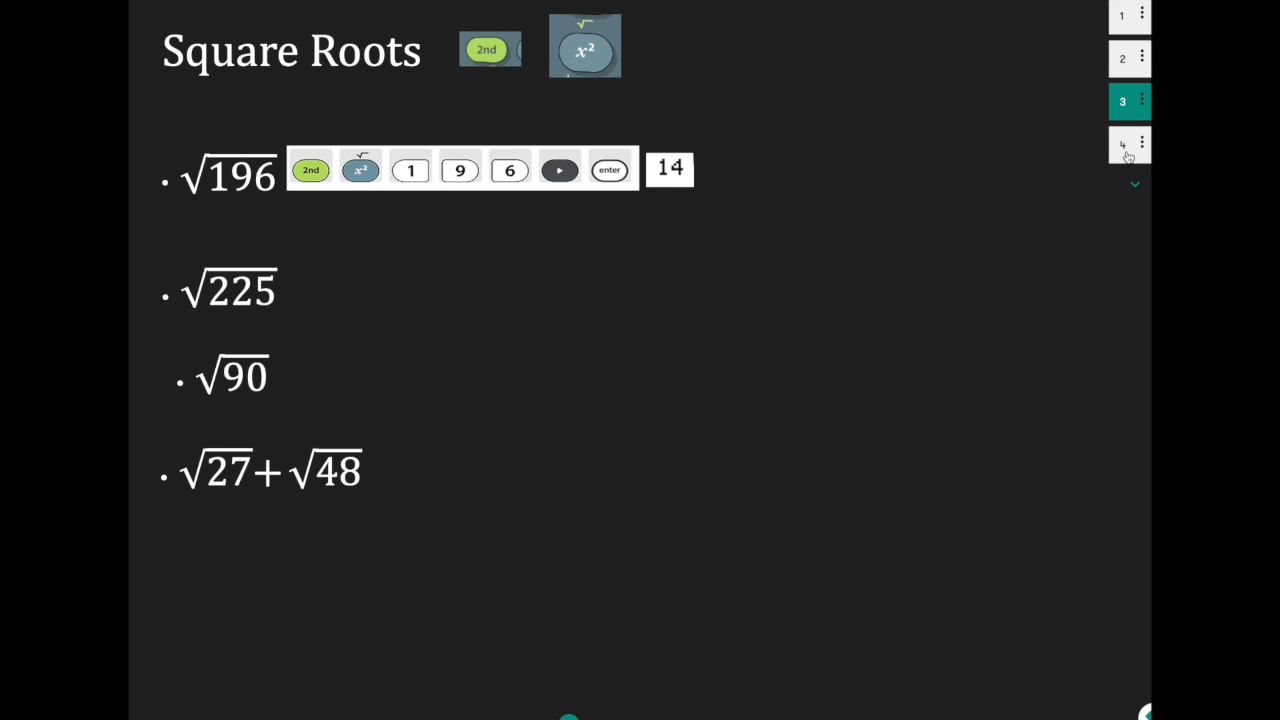 Square Roots 2nd √ x²
· √196 2nd √ x² 1 9 6 ▸ enter 14
· √225
· √90
· √27 + √48
1
2
3
4